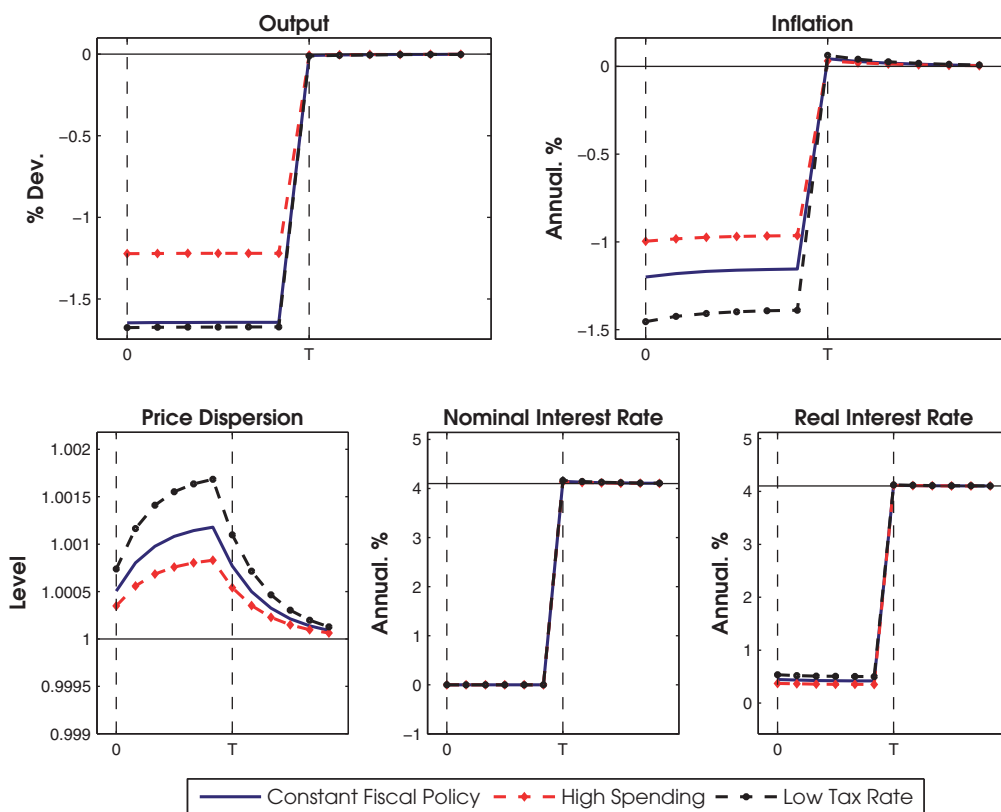 Output
% Dev.
0
−0.5
−1
−1.5
0
T
Inflation
Annual. %
0
−0.5
−1
−1.5
0
T
Price Dispersion
Level
1.002
1.0015
1.001
1.0005
1
0.9995
0.999
0
T
Nominal Interest Rate
Annual. %
5
4
3
2
1
0
−1
0
T
Real Interest Rate
Annual. %
5
4
3
2
1
0
0
T
Constant Fiscal Policy
High Spending
Low Tax Rate